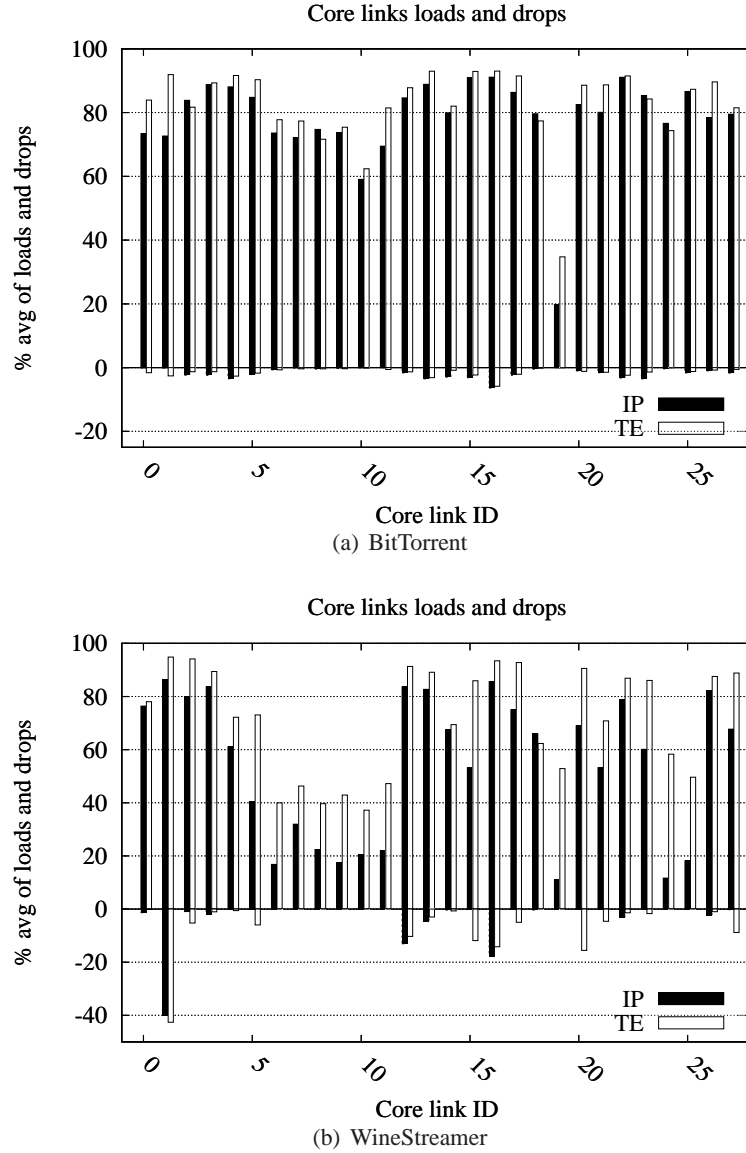 Core links loads and drops
% avg of loads and drops
100
80
60
40
20
0
-20
IP
TE
0
5
10
15
20
25
Core link ID
(a) BitTorrent
Core links loads and drops
% avg of loads and drops
100
80
60
40
20
0
-20
-40
IP
TE
0
5
10
15
20
25
Core link ID
(b) WineStreamer